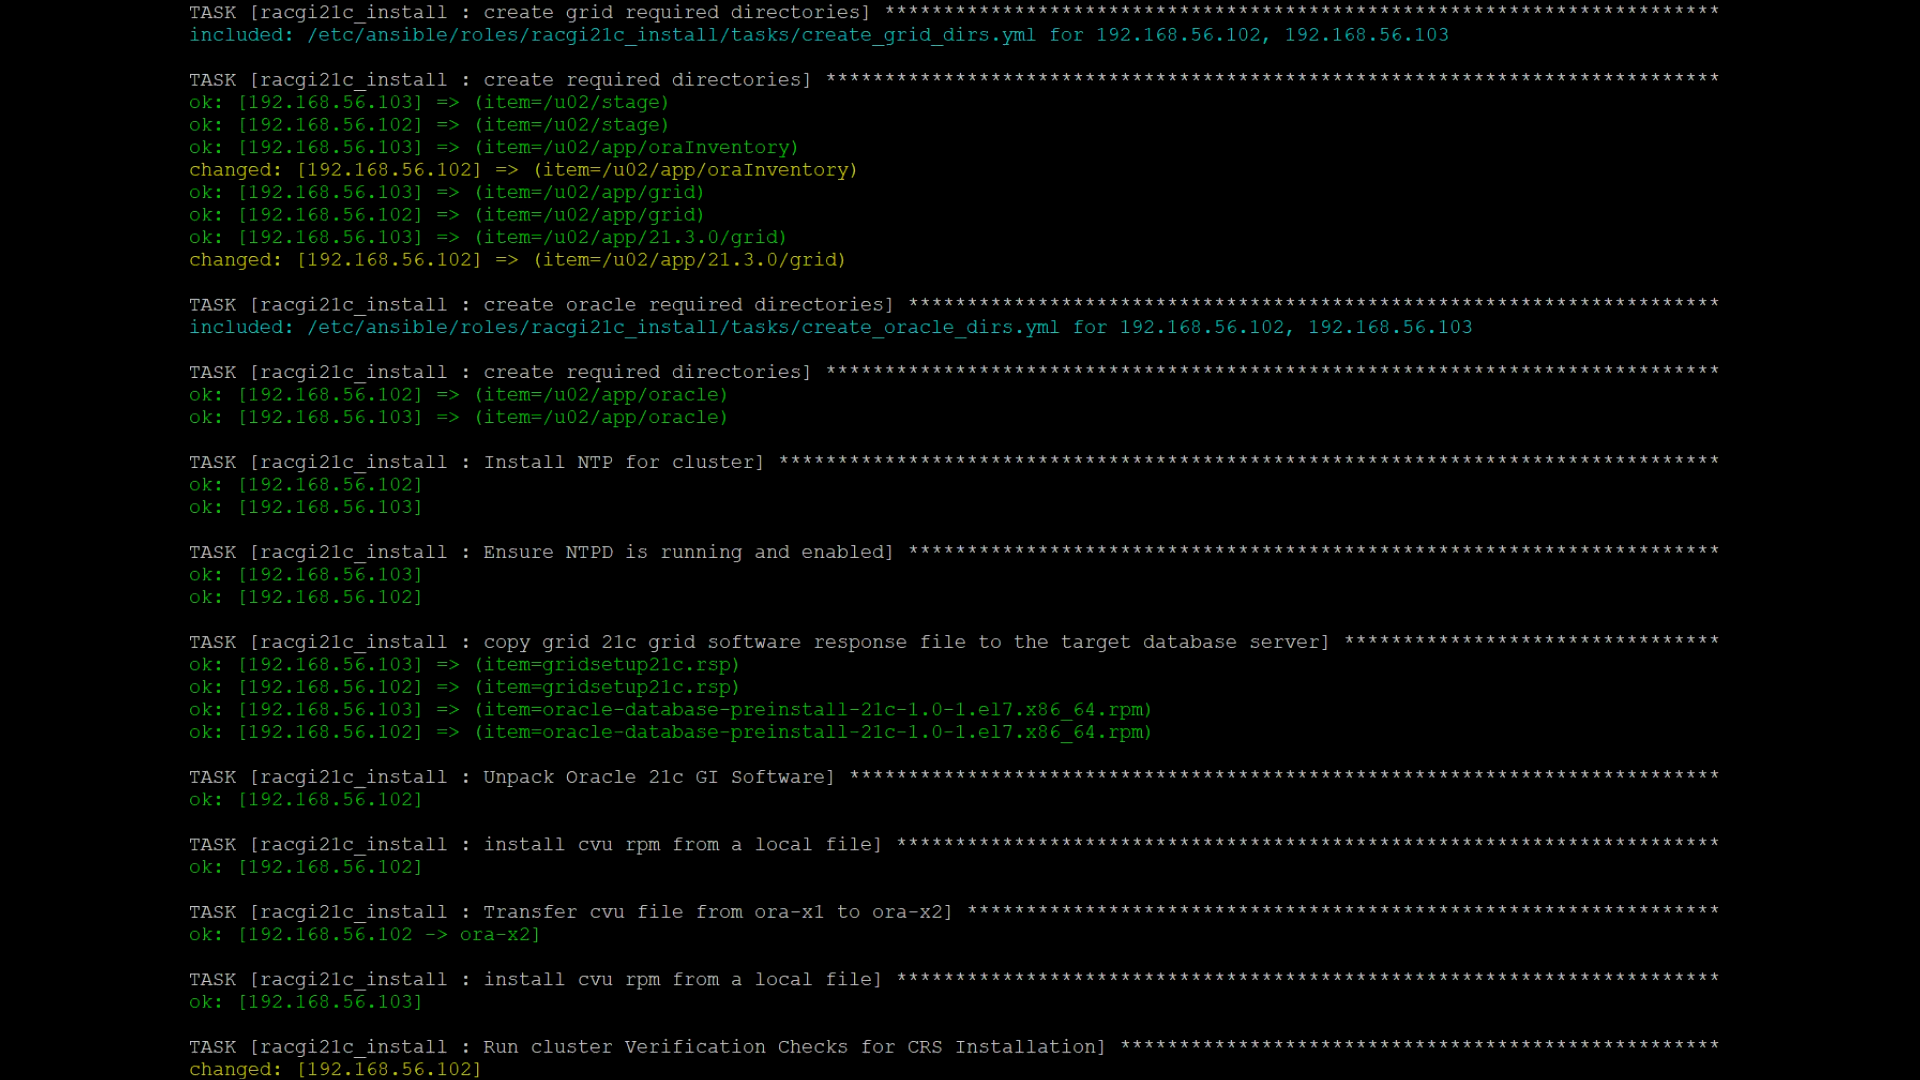 TASK [racgi21c_install : create grid required directories] ***********************************************************************
included: /etc/ansible/roles/racgi21c_install/tasks/create_grid_dirs.yml for 192.168.56.102, 192.168.56.103
TASK [racgi21c_install : create required directories] ****************************************************************************
ok: [192.168.56.103] => (item=/u02/stage)
ok: [192.168.56.102] => (item=/u02/stage)
ok: [192.168.56.103] => (item=/u02/app/oraInventory)
changed: [192.168.56.102] => (item=/u02/app/oraInventory)
ok: [192.168.56.103] => (item=/u02/app/grid)
ok: [192.168.56.102] => (item=/u02/app/grid)
ok: [192.168.56.103] => (item=/u02/app/21.3.0/grid)
changed: [192.168.56.102] => (item=/u02/app/21.3.0/grid)
TASK [racgi21c_install : create oracle required directories] *********************************************************************
included: /etc/ansible/roles/racgi21c_install/tasks/create_oracle_dirs.yml for 192.168.56.102, 192.168.56.103
TASK [racgi21c_install : create required directories] ****************************************************************************
ok: [192.168.56.102] => (item=/u02/app/oracle)
ok: [192.168.56.103] => (item=/u02/app/oracle)
TASK [racgi21c_install : Install NTP for cluster] ********************************************************************************
ok: [192.168.56.102]
ok: [192.168.56.103]
TASK [racgi21c_install : Ensure NTPD is running and enabled] *********************************************************************
ok: [192.168.56.103]
ok: [192.168.56.102]
TASK [racgi21c_install : copy grid 21c grid software response file to the target database server] ********************************
ok: [192.168.56.103] => (item=gridsetup21c.rsp)
ok: [192.168.56.102] => (item=gridsetup21c.rsp)
ok: [192.168.56.103] => (item=oracle-database-preinstall-21c-1.0-1.el7.x86_64.rpm)
ok: [192.168.56.102] => (item=oracle-database-preinstall-21c-1.0-1.el7.x86_64.rpm)
TASK [racgi21c_install : Unpack Oracle 21c GI Software] **************************************************************************
ok: [192.168.56.102]
TASK [racgi21c_install : install cvu rpm from a local file] **********************************************************************
ok: [192.168.56.102]
TASK [racgi21c_install : Transfer cvu file from ora-x1 to ora-x2] ****************************************************************
ok: [192.168.56.102 -> ora-x2]
TASK [racgi21c_install : install cvu rpm from a local file] **********************************************************************
ok: [192.168.56.103]
TASK [racgi21c_install : Run cluster Verification Checks for CRS Installation] ***************************************************
changed: [192.168.56.102]